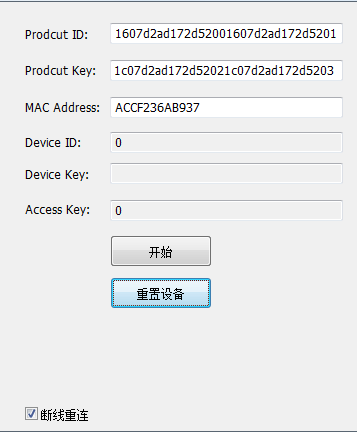 Prodcut ID: 1607d2ad172d52001607d2ad172d5201
Prodcut Key: 1c07d2ad172d52021c07d2ad172d5203
MAC Address: ACCF236AB937
Device ID: 0
Device Key:
Access Key: 0
开始
重置设备
断线重连